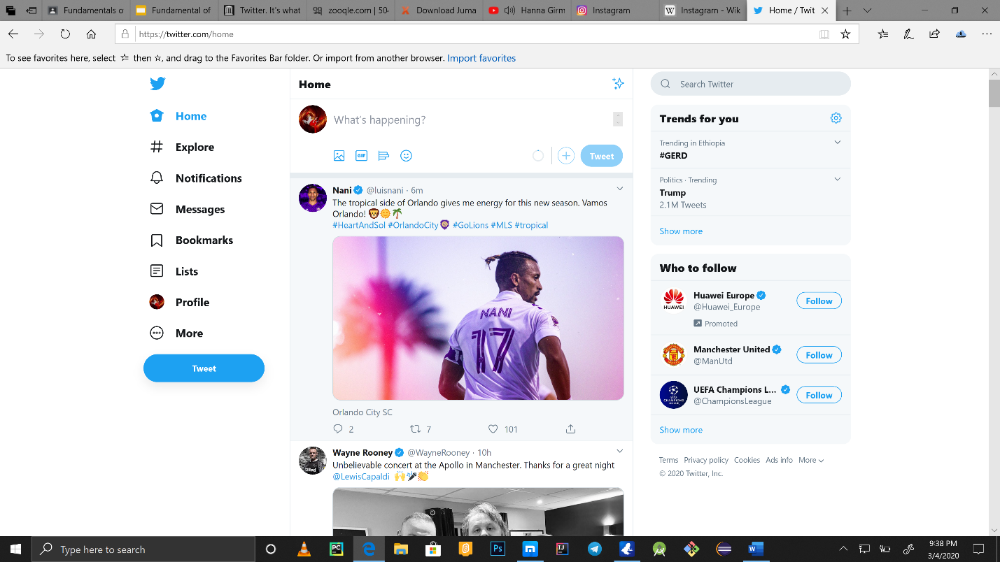 Fundamentals o
Fundamental of
Twitter. It's what
zooqle.com | 50
Download Juma
Hanna Girm
Instagram
Instagram - Wik
Home / Twit
https://twitter.com/home
To see favorites here, select then ☆, and drag to the Favorites Bar folder. Or import from another browser. Import favorites
Home
Explore
Notifications
Messages
Bookmarks
Lists
Profile
More
Tweet
Home
What's happening?
GIF
Tweet
Nani @luisnani · 6m
The tropical side of Orlando gives me energy for this new season. Vamos
Orlando! 🦁🌞🌴
#HeartAndSol #OrlandoCity #GoLions #MLS #tropical
NANI
17
Orlando City SC
2 7 101
Wayne Rooney @WayneRooney · 10h
Unbelievable concert at the Apollo in Manchester. Thanks for a great night
@LewisCapaldi 🙌🎤👏
Search Twitter
Trends for you
Trending in Ethiopia
#GERD
Politics · Trending
Trump
2.1M Tweets
Show more
Who to follow
HUAWEI
Huawei Europe
@Huawei_Europe
Follow
Promoted
Manchester United
@ManUtd
Follow
CHAMPIONS
LEAGUE
UEFA Champions L...
@ChampionsLeague
Follow
Show more
Terms Privacy policy Cookies Ads info More
© 2020 Twitter, Inc.
Type here to search
PC
Ps
IJ
W
9:38 PM
3/4/2020